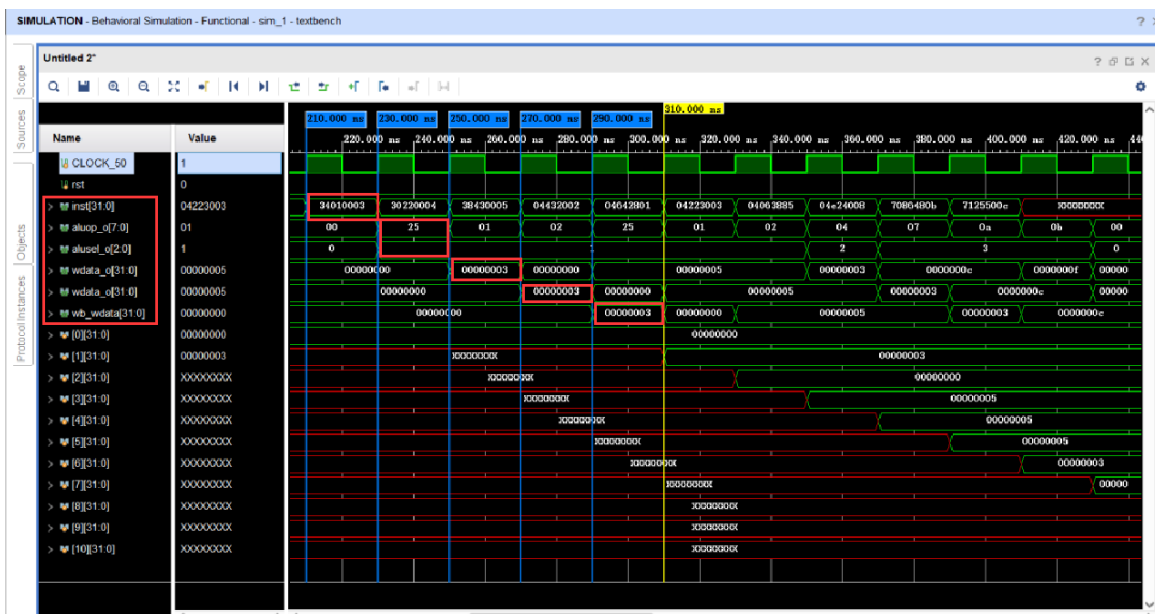 SIMULATION - Behavioral Simulation - Functional - sim_1 - textbench
?
Untitled 2*
Scope
Sources
Objects
Protocol Instances
Name Value
210.000 ns 230.000 ns 250.000 ns 270.000 ns 290.000 ns 310.000 ns
220.000 ns 240.000 ns 260.000 ns 280.000 ns 300.000 ns 320.000 ns 340.000 ns 360.000 ns 380.000 ns 400.000 ns 420.000 ns 44
CLOCK_50 1
rst 0
inst[31:0] 04223003 34010003 30220004 38430005 04432002 04642801 04223003 04063885 04e24008 7086480b 7125500c XXXXXXXX
aluop_o[7:0] 01 00 25 01 02 25 01 02 04 07 0a 0b 00
alusel_o[2:0] 1 0 1 2 3 0
wdata_o[31:0] 00000005 00000000 00000003 00000000 00000005 00000003 0000000c 0000000f 00000
wdata_o[31:0] 00000005 00000000 00000003 00000000 00000005 00000003 0000000c 00000
wb_wdata[31:0] 00000000 00000000 00000003 00000000 00000005 00000003 0000000c
[0][31:0] 00000000 00000000
[1][31:0] 00000003 XXXXXXXX 00000003
[2][31:0] XXXXXXXX XXXXXXXX 00000000
[3][31:0] XXXXXXXX XXXXXXXX 00000005
[4][31:0] XXXXXXXX XXXXXXXX 00000005
[5][31:0] XXXXXXXX XXXXXXXX 00000005
[6][31:0] XXXXXXXX XXXXXXXX 00000003
[7][31:0] XXXXXXXX XXXXXXXX 00000
[8][31:0] XXXXXXXX XXXXXXXX
[9][31:0] XXXXXXXX XXXXXXXX
[10][31:0] XXXXXXXX XXXXXXXX